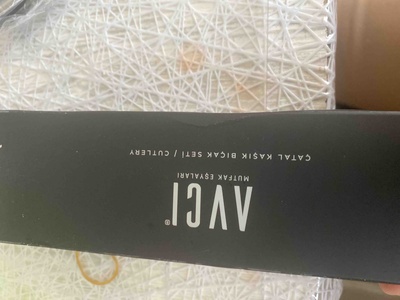 AVCI®
MUTFAK EŞYALARI
ÇATAL KAŞIK BIÇAK SETİ / CUTLERY